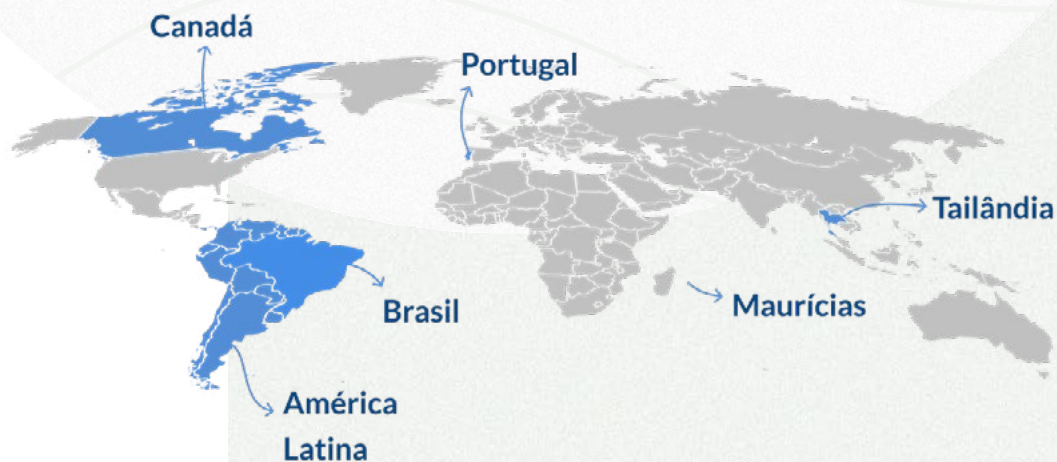 Canadá
Portugal
Tailândia
Brasil
Maurícias
América
Latina